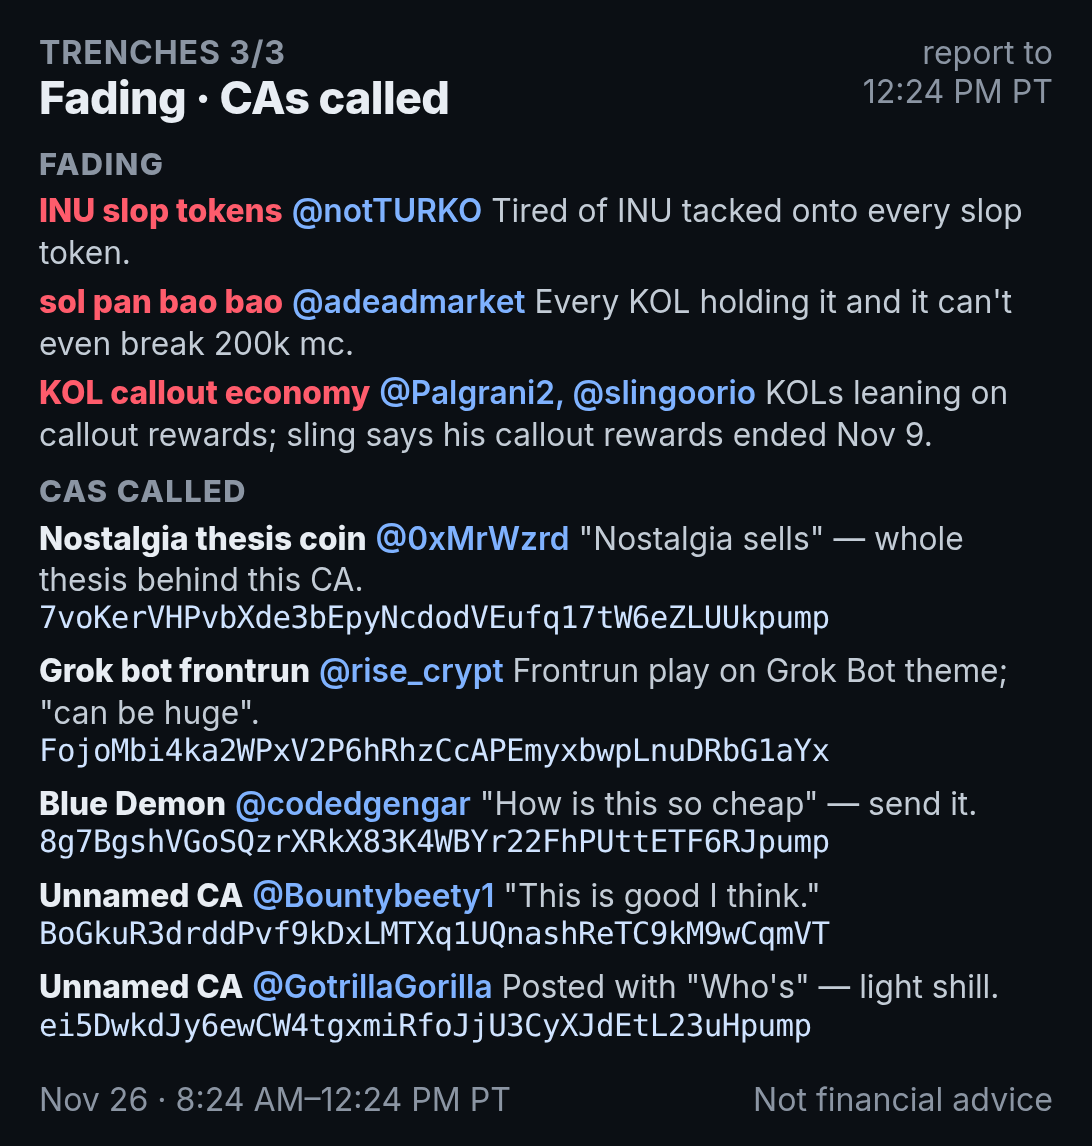 TRENCHES 3/3
report to
Fading · CAs called
12:24 PM PT
FADING
INU slop tokens @notTURKO Tired of INU tacked onto every slop
token.
sol pan bao bao @adeadmarket Every KOL holding it and it can't
even break 200k mc.
KOL callout economy @Palgrani2, @slingoorio KOLs leaning on
callout rewards; sling says his callout rewards ended Nov 9.
CAS CALLED
Nostalgia thesis coin @0xMrWzrd "Nostalgia sells" — whole
thesis behind this CA.
7voKerVHPvbXde3bEpyNcdodVEufq17tW6eZLUUkpump
Grok bot frontrun @rise_crypt Frontrun play on Grok Bot theme;
"can be huge".
FojoMbi4ka2WPxV2P6hRhzCcAPEmyxbwpLnuDRbG1aYx
Blue Demon @codedgengar "How is this so cheap" — send it.
8g7BgshVGoSQzrXRkX83K4WBYr22FhPUttETF6RJpump
Unnamed CA @Bountybeety1 "This is good I think."
BoGkuR3drddPvf9kDxLMTXq1UQnashReTC9kM9wCqmVT
Unnamed CA @GotrillaGorilla Posted with "Who's" — light shill.
ei5DwkdJy6ewCW4tgxmiRfoJjU3CyXJdEtL23uHpump
Nov 26 · 8:24 AM–12:24 PM PT
Not financial advice